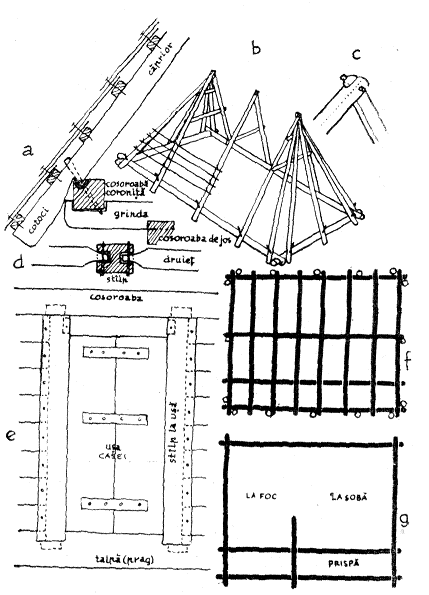 b
c
căprior
a
cosoroabă
coroniță
cotoci
grinda
cosoroaba de jos
d
druieț
stîlp
cosoroaba
f
stîlp la ușă
e
ușa
CASEI
LA FOC
LA SOBĂ
g
PRISPĂ
talpă (prag)